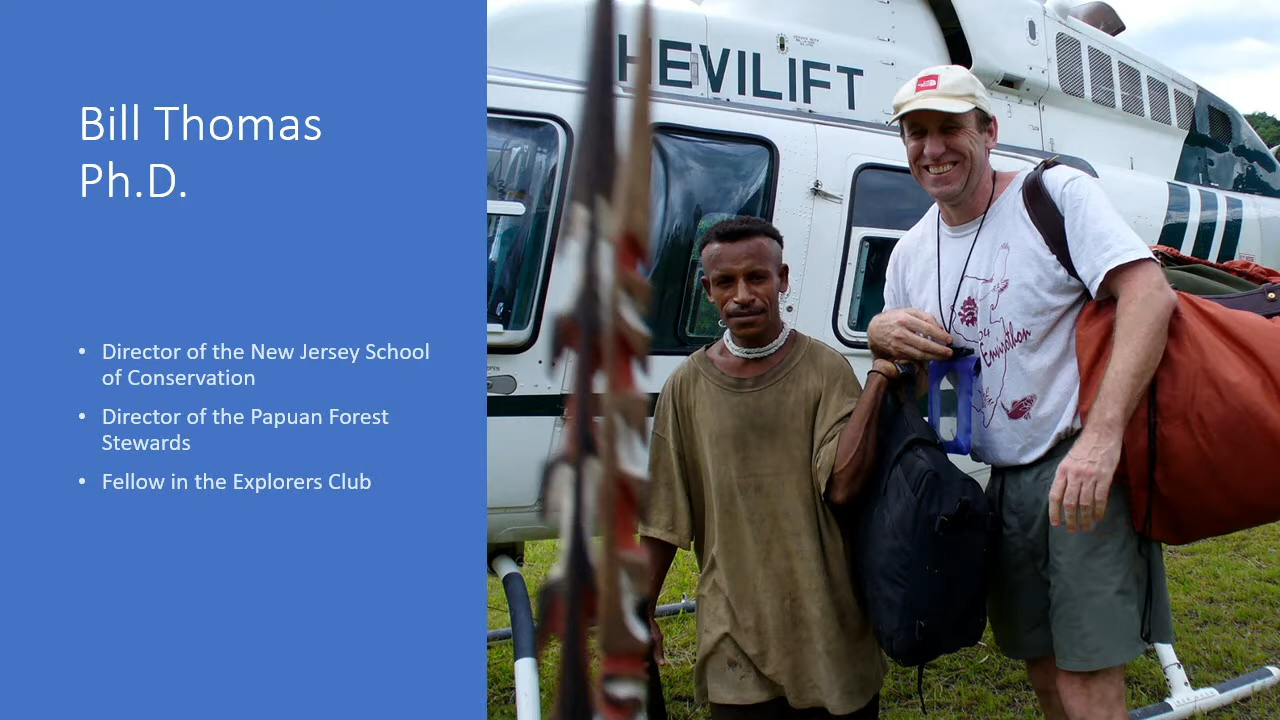 Bill Thomas
Ph.D.
• Director of the New Jersey School
of Conservation
• Director of the Papuan Forest
Stewards
• Fellow in the Explorers Club
HEVILIFT